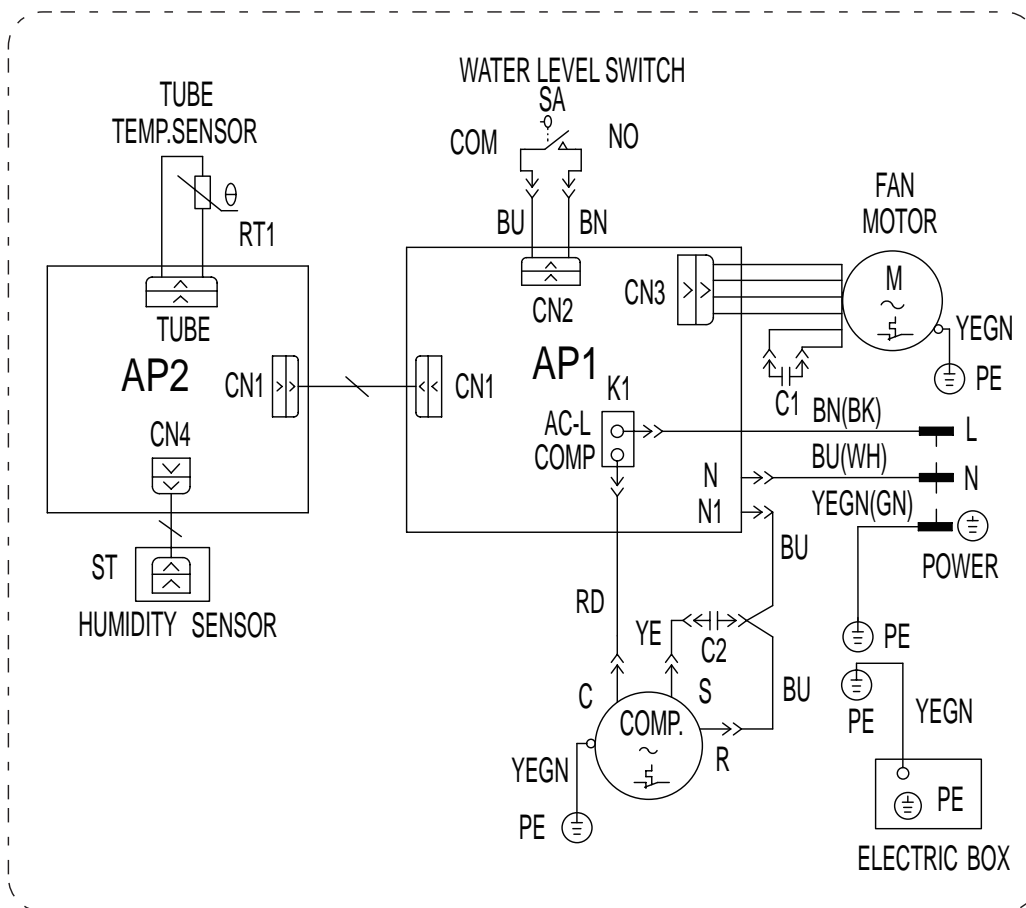 WATER LEVEL SWITCH
SA
COM
NO
BU
BN
TUBE
TEMP.SENSOR
θ
RT1
FAN
MOTOR
M
YEGN
PE
TUBE
AP2
CN1
CN4
ST
HUMIDITY SENSOR
CN2
CN3
AP1
CN1
K1
AC-L
COMP
N
N1
C1
BN(BK)
L
BU(WH)
N
YEGN(GN)
POWER
PE
BU
RD
YE
C2
C
S
BU
COMP.
R
YEGN
PE
PE
YEGN
PE
ELECTRIC BOX